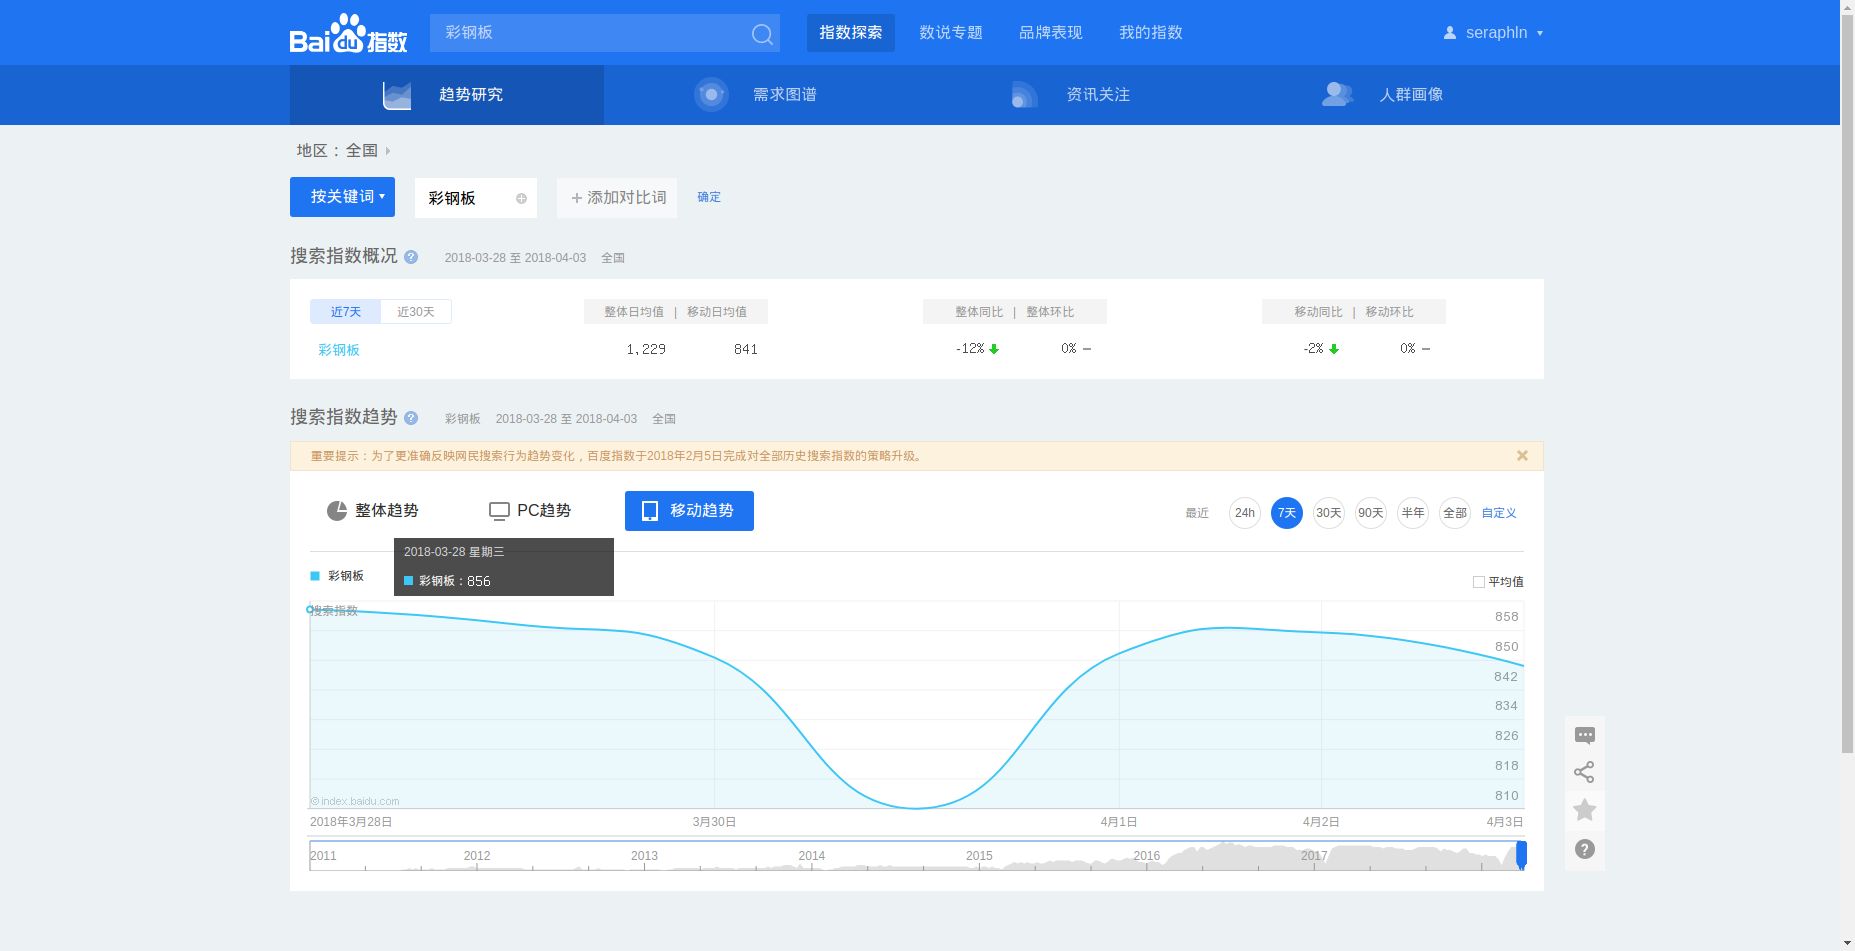 Bai du 指数
彩钢板
指数探索 数说专题 品牌表现 我的指数
seraphln
趋势研究 需求图谱 资讯关注 人群画像
地区 : 全国
按关键词 彩钢板 + 添加对比词 确定
搜索指数概况 ? 2018-03-28 至 2018-04-03 全国
近7天 近30天 整体日均值 | 移动日均值 整体同比 | 整体环比 移动同比 | 移动环比
彩钢板 1,229 841 -12% 0% – -2% 0% –
搜索指数趋势 ? 彩钢板 2018-03-28 至 2018-04-03 全国
重要提示：为了更准确反映网民搜索行为趋势变化，百度指数于2018年2月5日完成对全部历史搜索指数的策略升级。
整体趋势 PC趋势 移动趋势 最近 24h 7天 30天 90天 半年 全部 自定义
2018-03-28 星期三
彩钢板 : 856
彩钢板
平均值
搜索指数
858
850
842
834
826
818
810
© index.baidu.com
2018年3月28日 3月30日 4月1日 4月2日 4月3日
2011 2012 2013 2014 2015 2016 2017